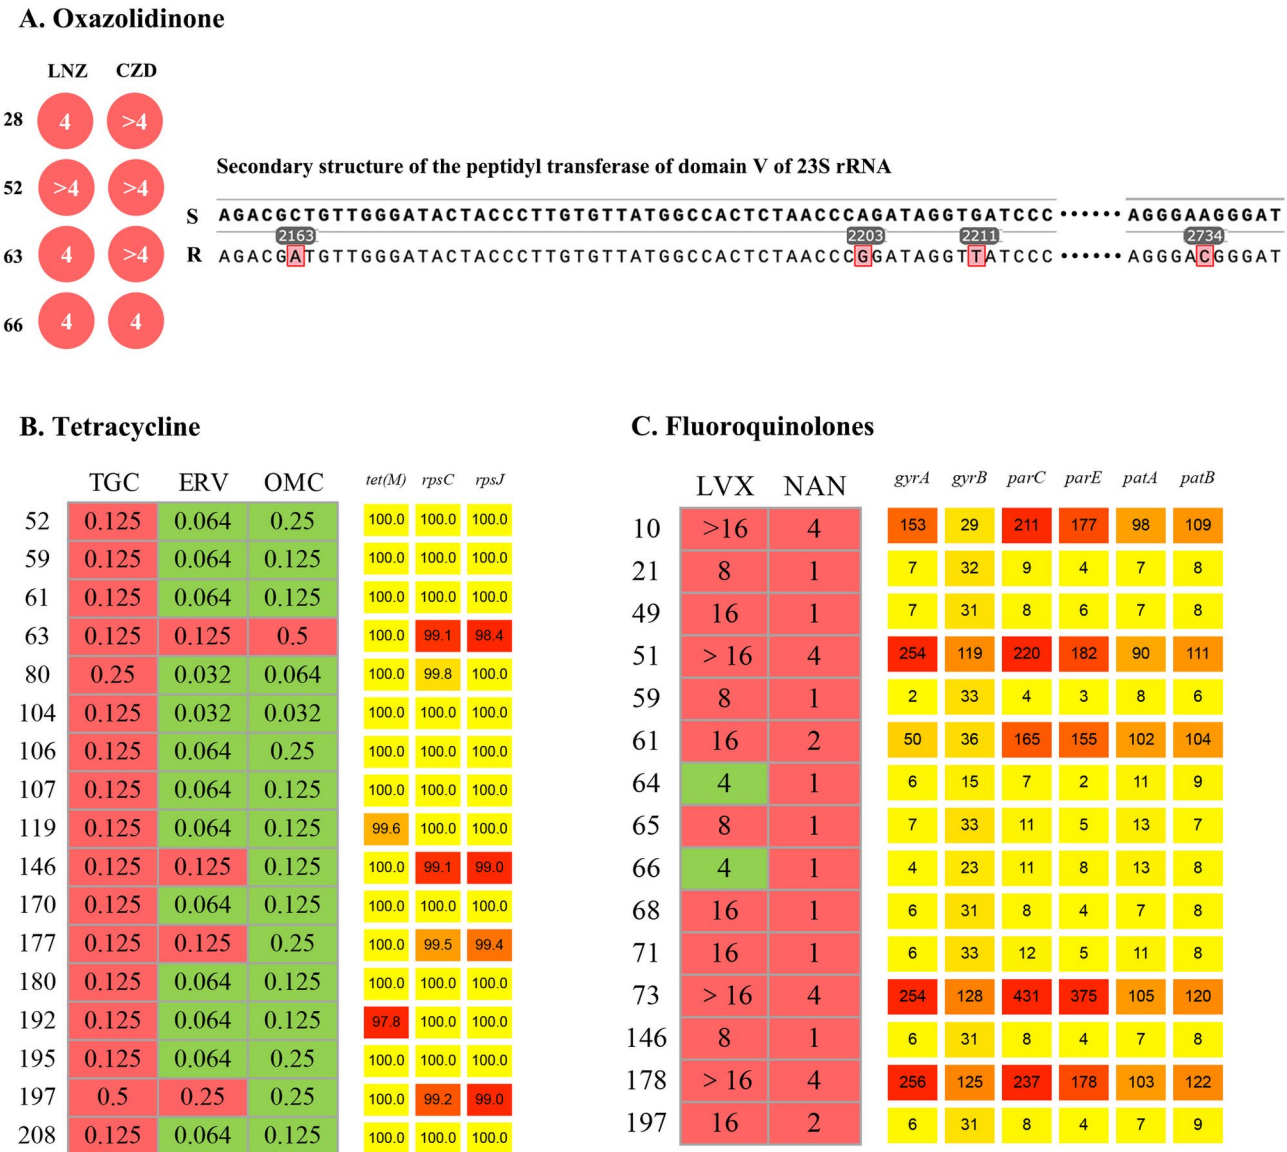 A. Oxazolidinone
LNZ CZD
28 4 >4
52 >4 >4
63 4 >4
66 4 4
Secondary structure of the peptidyl transferase of domain V of 23S rRNA
S AGACGCTGTTGGGATACTACCCTTGTGTTATGGCCACTCTAACCCAGATAGGTGATCCC •••••• AGGGAAGGGAT
2163 2203 2211 2734
R AGACGATGTTGGGATACTACCCTTGTGTTATGGCCACTCTAACCCGGATAGGTTATCCC •••••• AGGGACGGGAT
B. Tetracycline
TGC ERV OMC tet(M) rpsC rpsJ
52 0.125 0.064 0.25 100.0 100.0 100.0
59 0.125 0.064 0.125 100.0 100.0 100.0
61 0.125 0.064 0.125 100.0 100.0 100.0
63 0.125 0.125 0.5 100.0 99.1 98.4
80 0.25 0.032 0.064 100.0 99.8 100.0
104 0.125 0.032 0.032 100.0 100.0 100.0
106 0.125 0.064 0.25 100.0 100.0 100.0
107 0.125 0.064 0.125 100.0 100.0 100.0
119 0.125 0.064 0.125 99.6 100.0 100.0
146 0.125 0.125 0.125 100.0 99.1 99.0
170 0.125 0.064 0.125 100.0 100.0 100.0
177 0.125 0.125 0.25 100.0 99.5 99.4
180 0.125 0.064 0.125 100.0 100.0 100.0
192 0.125 0.064 0.125 97.8 100.0 100.0
195 0.125 0.064 0.25 100.0 100.0 100.0
197 0.5 0.25 0.25 100.0 99.2 99.0
208 0.125 0.064 0.125 100.0 100.0 100.0
C. Fluoroquinolones
LVX NAN gyrA gyrB parC parE patA patB
10 >16 4 153 29 211 177 98 109
21 8 1 7 32 9 4 7 8
49 16 1 7 31 8 6 7 8
51 > 16 4 254 119 220 182 90 111
59 8 1 2 33 4 3 8 6
61 16 2 50 36 165 155 102 104
64 4 1 6 15 7 2 11 9
65 8 1 7 33 11 5 13 7
66 4 1 4 23 11 8 13 8
68 16 1 6 31 8 4 7 8
71 16 1 6 33 12 5 11 8
73 > 16 4 254 128 431 375 105 120
146 8 1 6 31 8 4 7 8
178 > 16 4 256 125 237 178 103 122
197 16 2 6 31 8 4 7 9